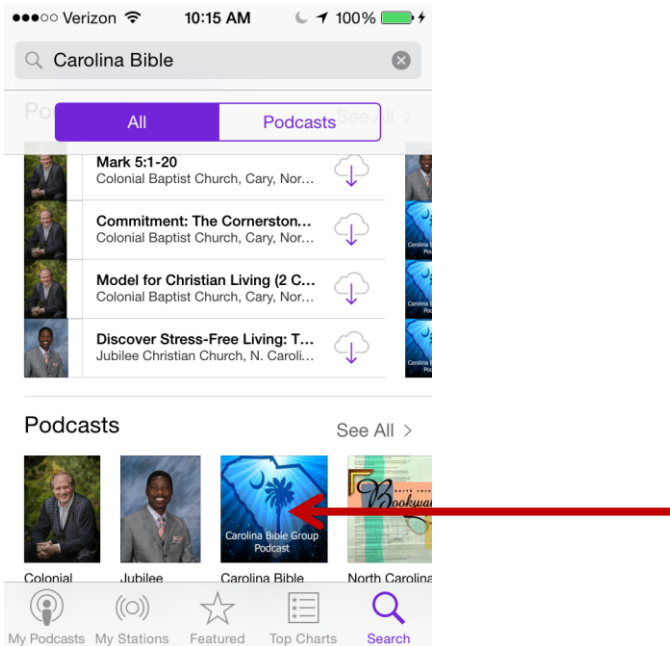 Verizon 10:15 AM 100%
Carolina Bible
Po See All >
All Podcasts
Mark 5:1-20
Colonial Baptist Church, Cary, Nor...
Commitment: The Cornerston...
Colonial Baptist Church, Cary, Nor...
Model for Christian Living (2 C...
Colonial Baptist Church, Cary, Nor...
Discover Stress-Free Living: T...
Jubilee Christian Church, N. Caroli...
Podcasts See All >
Carolina Bible Group
Podcast
Colonial Jubilee Carolina Bible North Carolina
My Podcasts My Stations Featured Top Charts Search